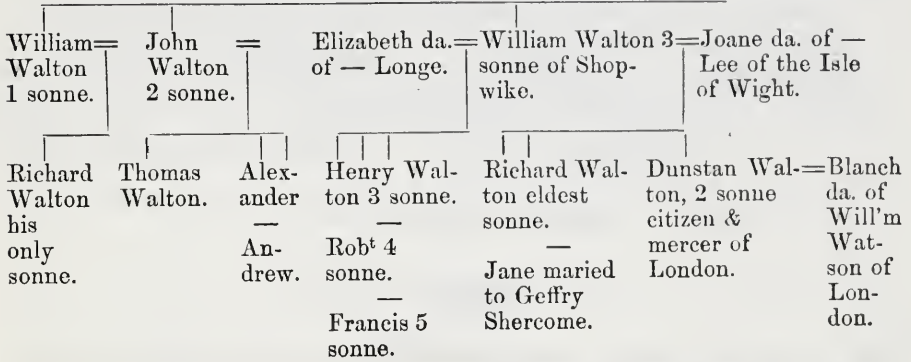 William= John = Elizabeth da.=William Walton 3=Joane da. of —
Walton Walton of — Longe. sonne of Shop- Lee of the Isle
1 sonne. 2 sonne. wike. of Wight.
Richard Thomas Alex- Henry Wal- Richard Wal- Dunstan Wal-=Blanch
Walton Walton. ander ton 3 sonne. ton eldest ton, 2 sonne da. of
his — — sonne. citizen & Will'm
only An- Robt 4 — mercer of Wat-
sonne. drew. sonne. Jane maried London. son of
— to Geffry Lon-
Francis 5 Shercome. don.
sonne.